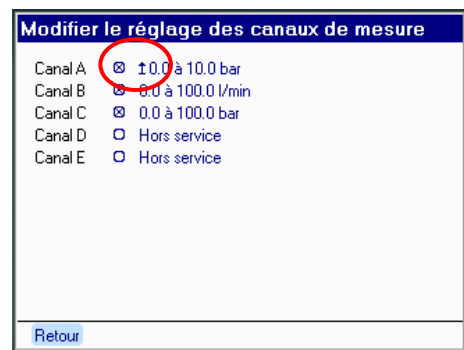 Modifier le réglage des canaux de mesure
Canal A ⊠ ↥0.0 à 10.0 bar
Canal B ⊠ 0.0 à 100.0 l/min
Canal C ⊠ 0.0 à 100.0 bar
Canal D ☐ Hors service
Canal E ☐ Hors service
Retour